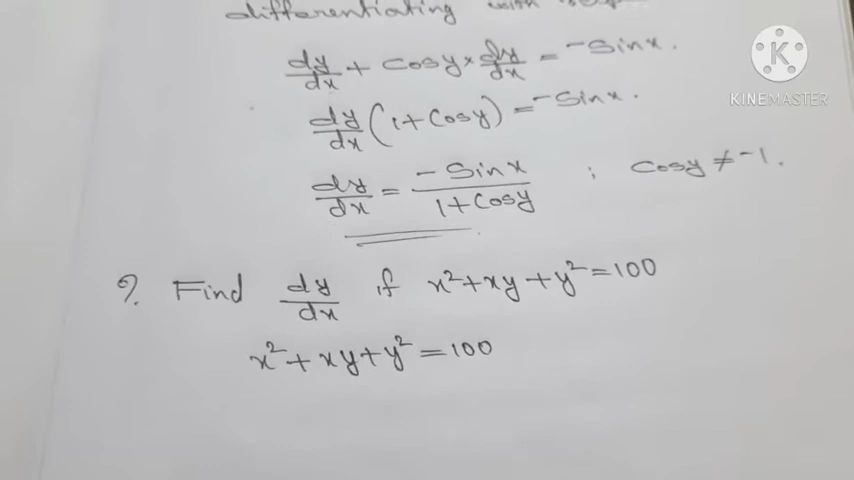 differentiating with
dy/dx + Cosy × dy/dx = -Sinx.
dy/dx (1 + Cosy) = -Sinx.
dy/dx = -Sinx / 1 + Cosy ; Cosy ≠ -1.
? Find dy/dx if x² + xy + y² = 100
x² + xy + y² = 100
KINEMASTER